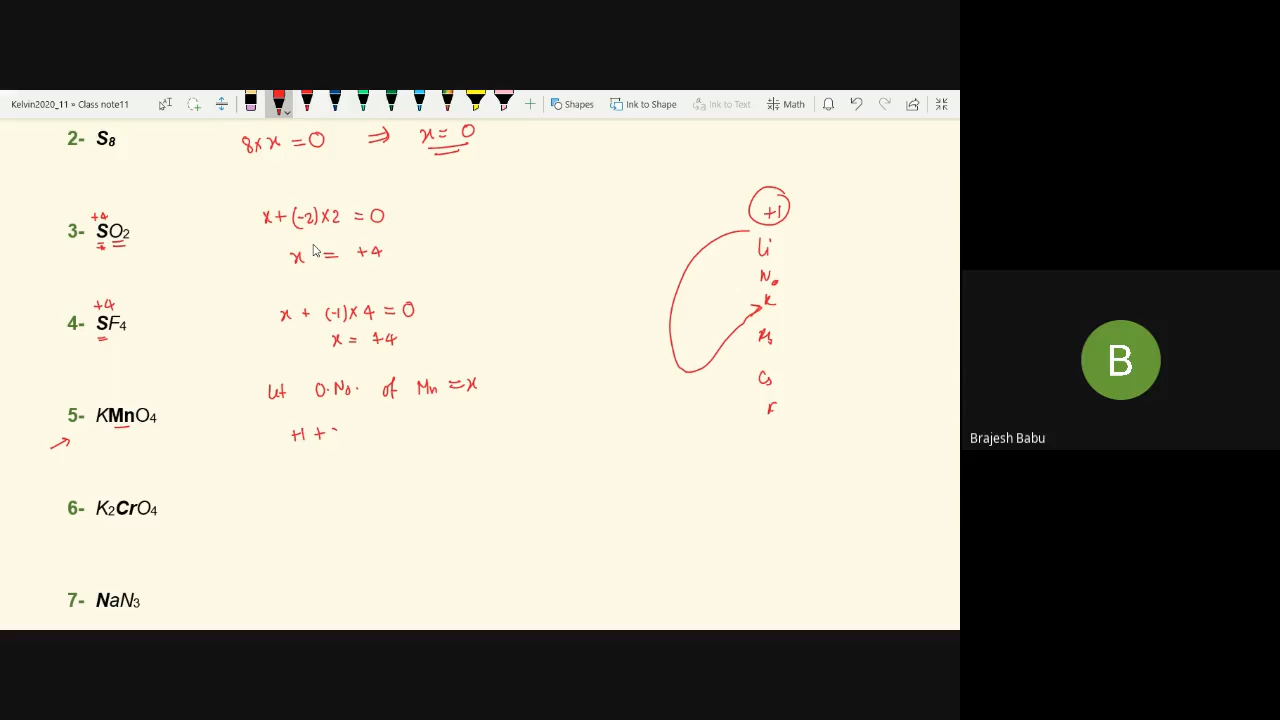 Kelvin2020_11 » Class note11 Shapes Ink to Shape Ink to Text Math
2- S₈ 8×x = 0 ⇒ x = 0
+4
3- SO₂ x + (-2)×2 = 0
x = +4
+4
4- SF₄ x + (-1)×4 = 0
x = +4
Let O.No. of Mn = x
5- KMnO₄
+1 +
6- K₂CrO₄
7- NaN₃
+1
Li
Na
K
Rb
Cs
F
B
Brajesh Babu